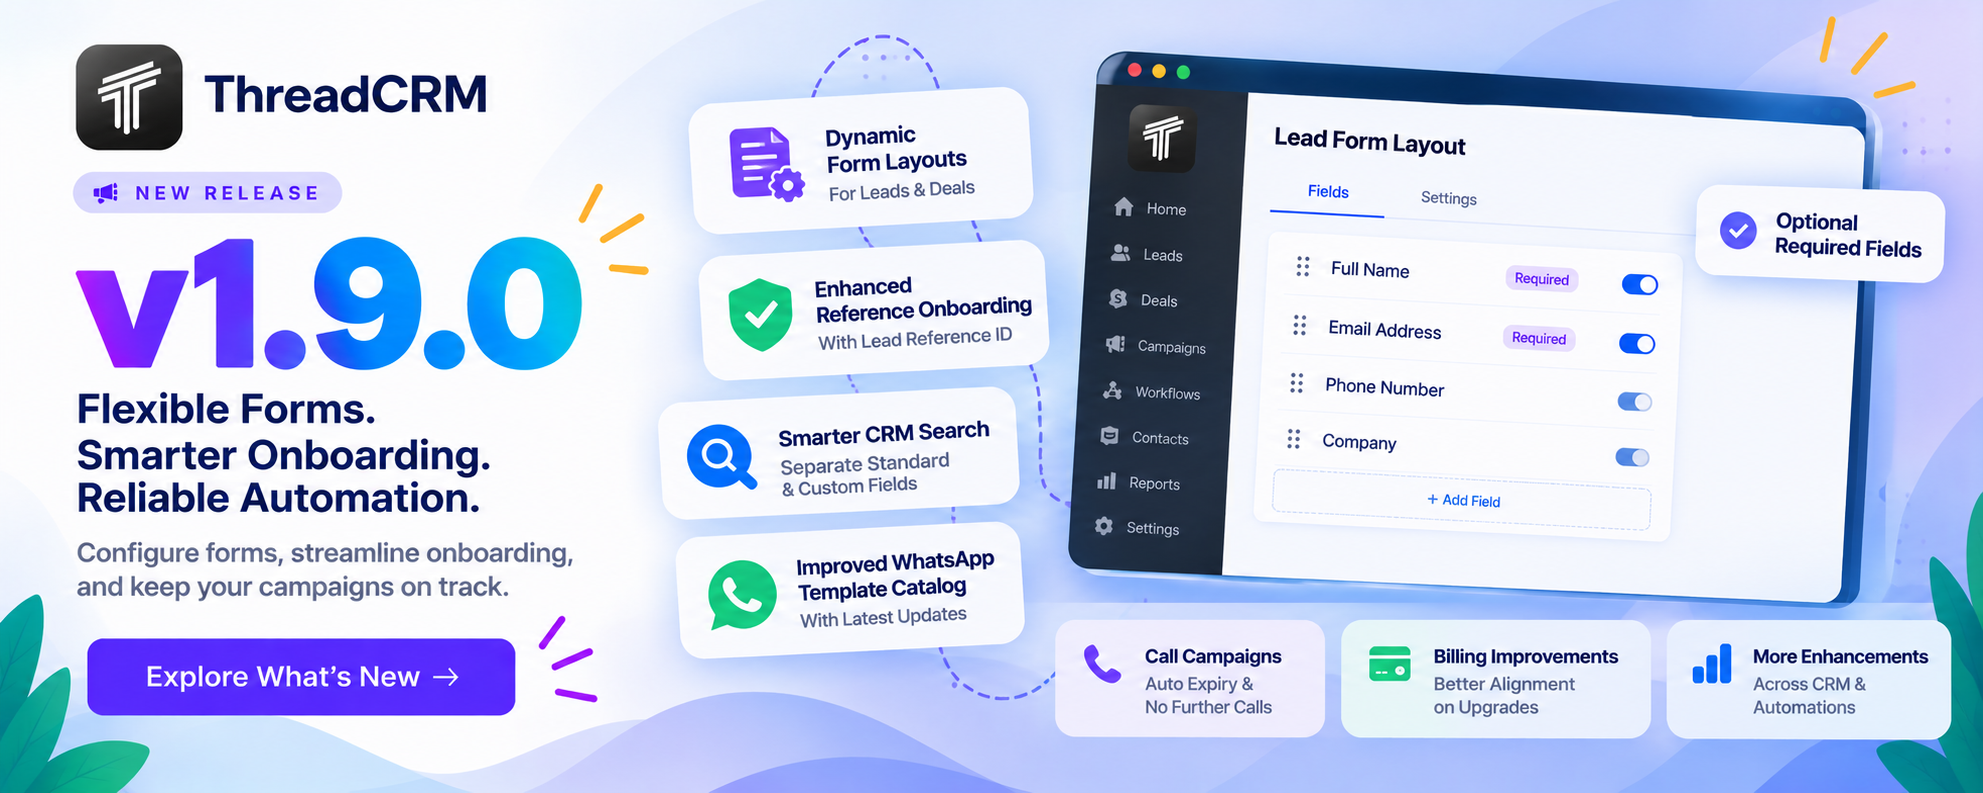 ThreadCRM
NEW RELEASE
v1.9.0
Flexible Forms.
Smarter Onboarding.
Reliable Automation.
Configure forms, streamline onboarding,
and keep your campaigns on track.
Explore What's New →
Dynamic
Form Layouts
For Leads & Deals
Enhanced
Reference Onboarding
With Lead Reference ID
Smarter CRM Search
Separate Standard
& Custom Fields
Improved WhatsApp
Template Catalog
With Latest Updates
Home
Leads
Deals
Campaigns
Workflows
Contacts
Reports
Settings
Lead Form Layout
Fields
Settings
Full Name
Required
Email Address
Required
Phone Number
Company
+ Add Field
Optional
Required Fields
Call Campaigns
Auto Expiry &
No Further Calls
Billing Improvements
Better Alignment
on Upgrades
More Enhancements
Across CRM &
Automations